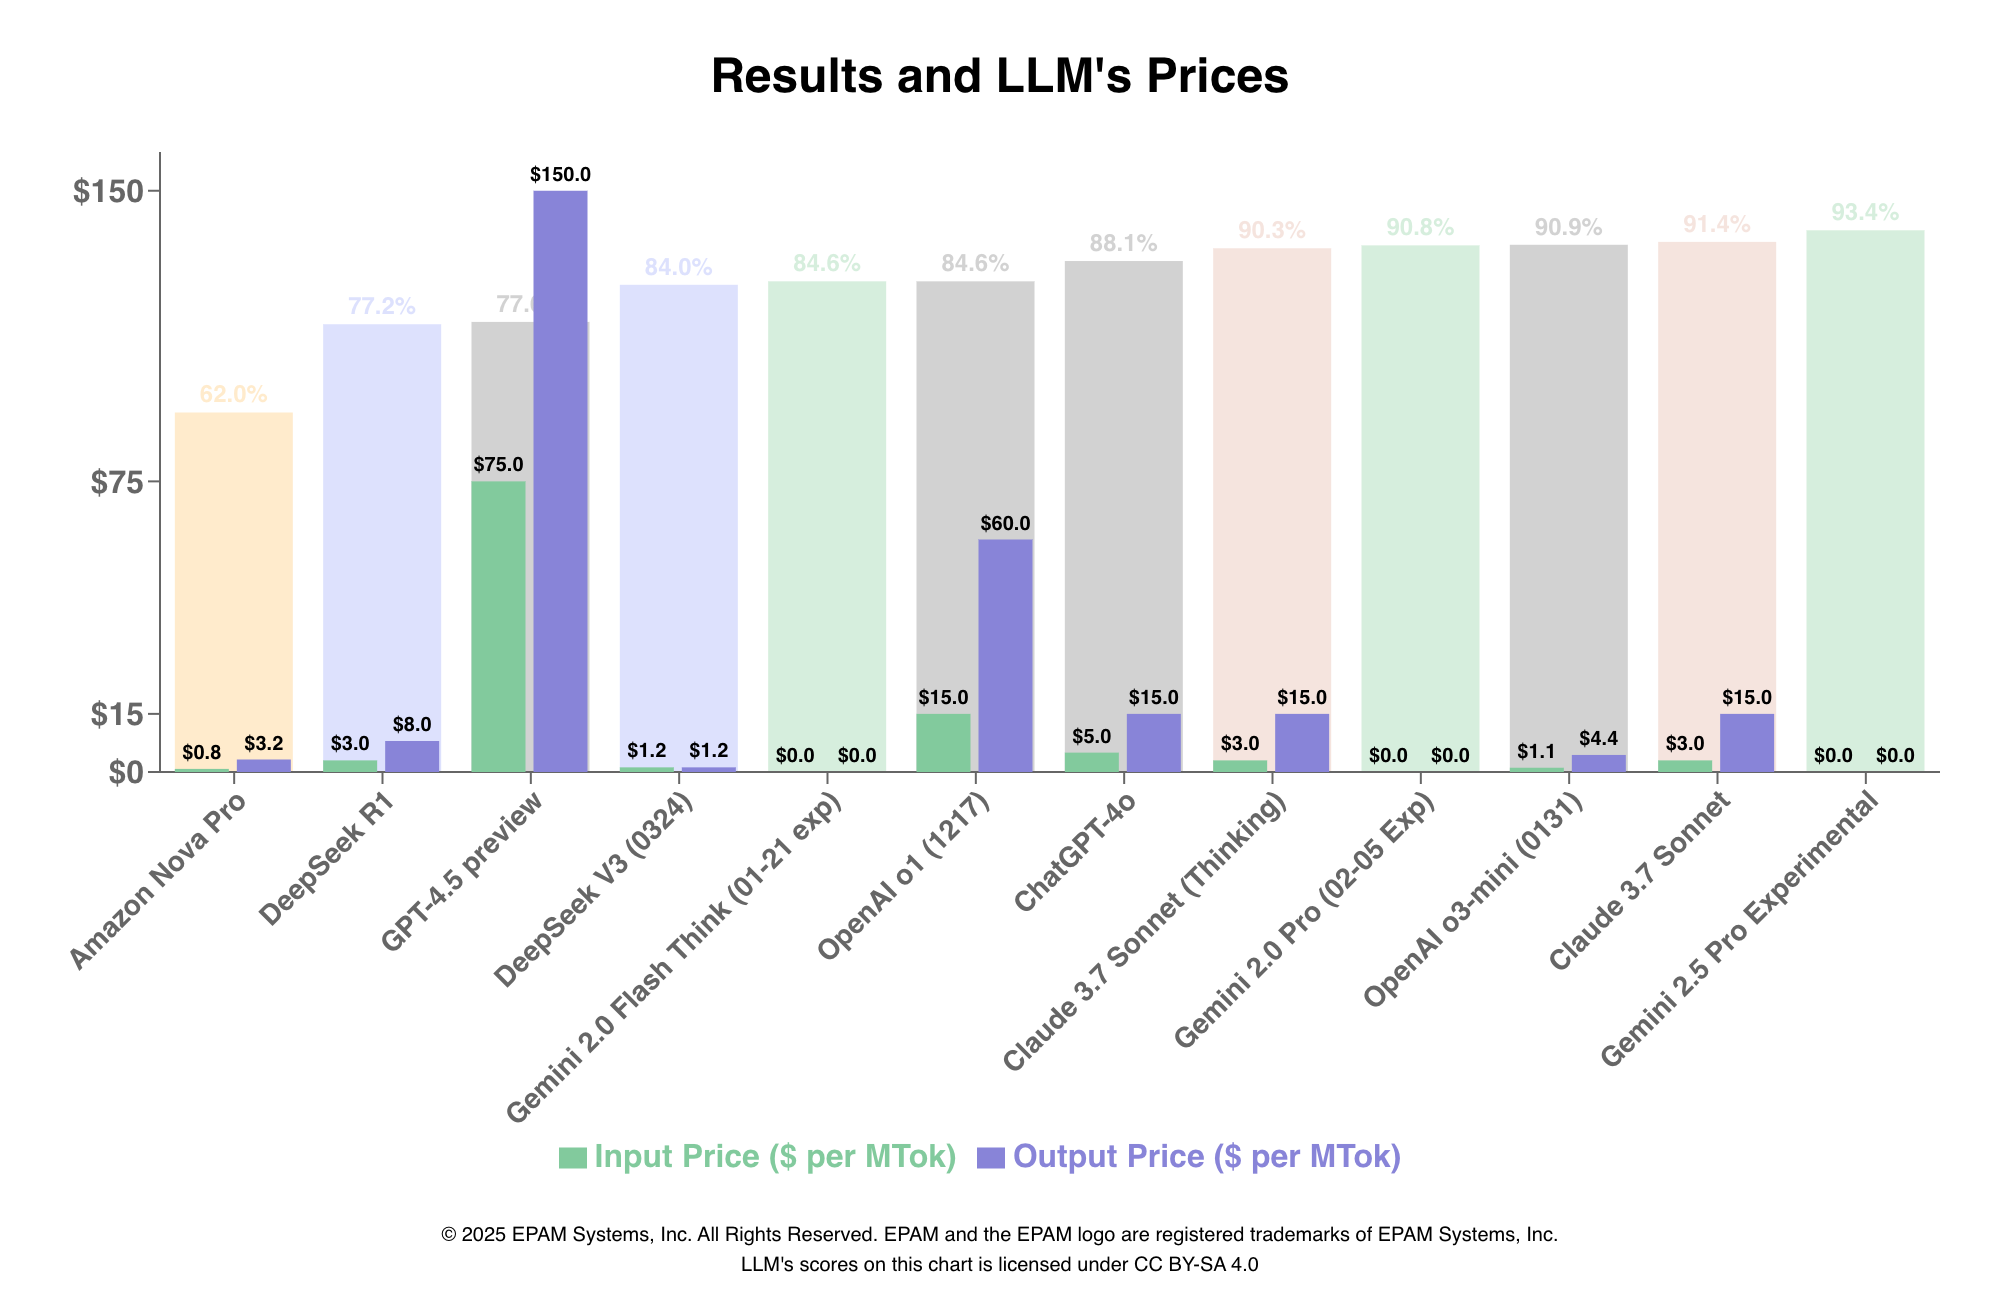 Results and LLM's Prices
$150
$75
$15
$0
62.0%
77.2%
84.0%
84.6%
84.6%
88.1%
90.3%
90.8%
90.9%
91.4%
93.4%
$0.8 $3.2
$3.0 $8.0
$75.0 $150.0
$1.2 $1.2
$0.0 $0.0
$15.0 $60.0
$5.0 $15.0
$3.0 $15.0
$0.0 $0.0
$1.1 $4.4
$3.0 $15.0
$0.0 $0.0
Amazon Nova Pro
DeepSeek R1
GPT-4.5 preview
DeepSeek V3 (0324)
Gemini 2.0 Flash Think (01-21 exp)
OpenAI o1 (1217)
ChatGPT-4o
Claude 3.7 Sonnet (Thinking)
Gemini 2.0 Pro (02-05 Exp)
OpenAI o3-mini (0131)
Claude 3.7 Sonnet
Gemini 2.5 Pro Experimental
Input Price ($ per MTok) Output Price ($ per MTok)
© 2025 EPAM Systems, Inc. All Rights Reserved. EPAM and the EPAM logo are registered trademarks of EPAM Systems, Inc.
LLM's scores on this chart is licensed under CC BY-SA 4.0